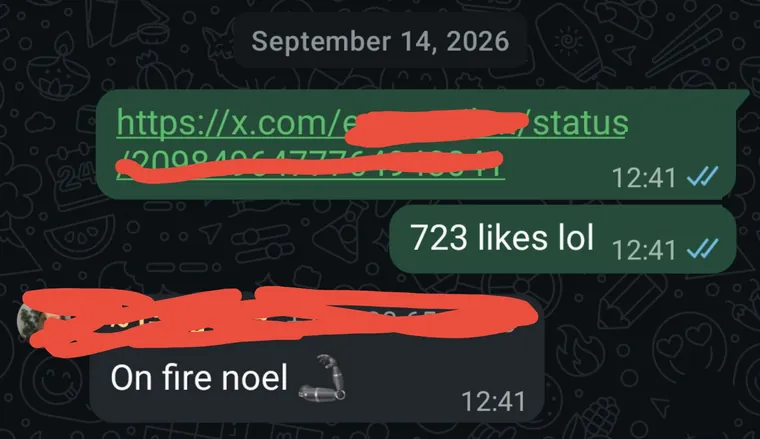 September 14, 2026
https://x.com/e /status
12:41
723 likes lol 12:41
On fire noel 🦾
12:41